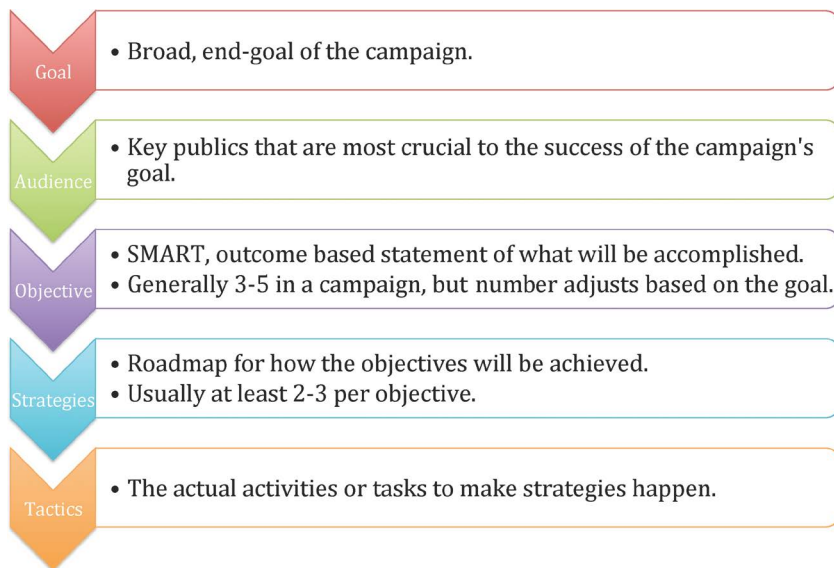 Goal
• Broad, end-goal of the campaign.
Audience
• Key publics that are most crucial to the success of the campaign's
goal.
Objective
• SMART, outcome based statement of what will be accomplished.
• Generally 3-5 in a campaign, but number adjusts based on the goal.
Strategies
• Roadmap for how the objectives will be achieved.
• Usually at least 2-3 per objective.
Tactics
• The actual activities or tasks to make strategies happen.